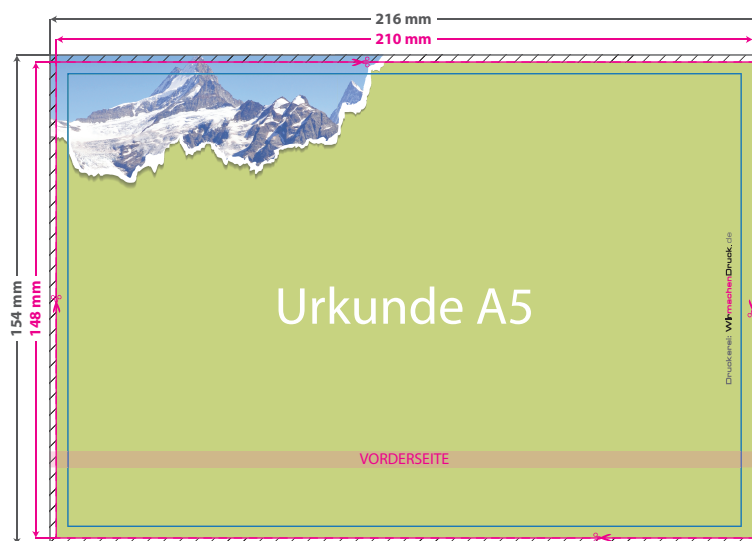 216 mm
210 mm
154 mm
148 mm
Urkunde A5
Druckerei: WIRmachenDruck.de
VORDERSEITE